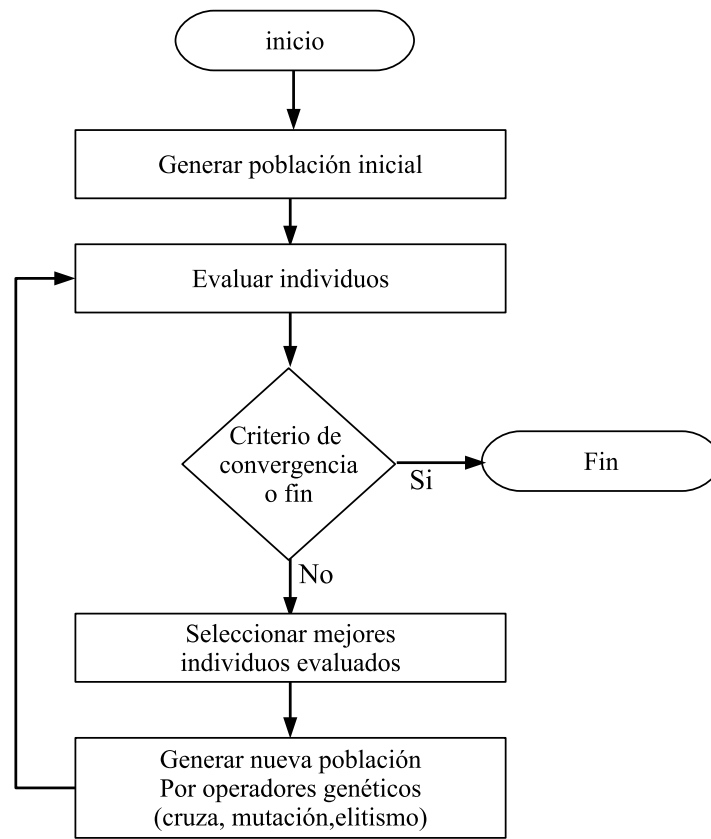 inicio
Generar población inicial
Evaluar individuos
Criterio de
convergencia
o fin
Si
Fin
No
Seleccionar mejores
individuos evaluados
Generar nueva población
Por operadores genéticos
(cruza, mutación,elitismo)